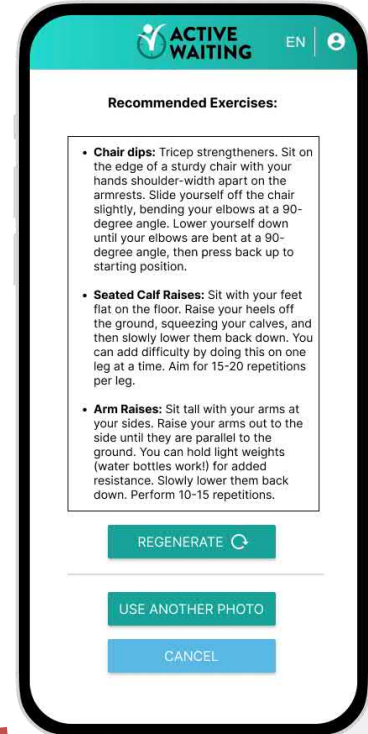 ACTIVE
WAITING
EN
Recommended Exercises:
• Chair dips: Tricep strengtheners. Sit on
the edge of a sturdy chair with your
hands shoulder-width apart on the
armrests. Slide yourself off the chair
slightly, bending your elbows at a 90-
degree angle. Lower yourself down
until your elbows are bent at a 90-
degree angle, then press back up to
starting position.
• Seated Calf Raises: Sit with your feet
flat on the floor. Raise your heels off
the ground, squeezing your calves, and
then slowly lower them back down. You
can add difficulty by doing this on one
leg at a time. Aim for 15-20 repetitions
per leg.
• Arm Raises: Sit tall with your arms at
your sides. Raise your arms out to the
side until they are parallel to the
ground. You can hold light weights
(water bottles work!) for added
resistance. Slowly lower them back
down. Perform 10-15 repetitions.
REGENERATE
USE ANOTHER PHOTO
CANCEL